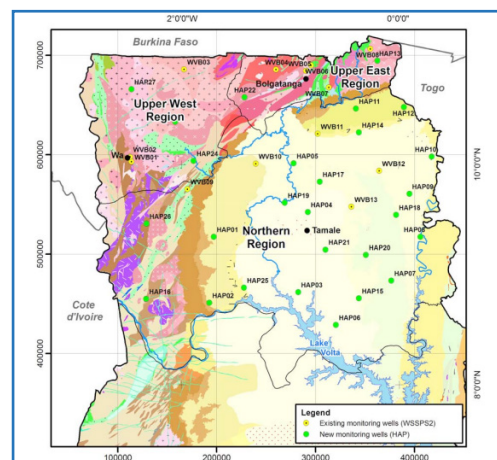 2°0'0"W
0°0'0"
Burkina Faso
Togo
Cote
d'Ivoire
700000
600000
500000
400000
10°0'0"N
8°0'0"N
100000
200000
300000
400000
Upper West
Region
Upper East
Region
Northern
Region
Bolgatanga
Wa
Tamale
Lake
Volta
WVB03
WVB04
WVB05
WVB06
WVB07
WVB08
HAP13
HAP22
HAP11
HAP12
WVB11
HAP14
WVB02
WVB01
HAP24
WVB10
HAP05
HAP10
WVB12
HAP17
WVB09
HAP09
HAP19
HAP04
WVB13
HAP18
HAP26
HAP01
HAP08
HAP21
HAP20
HAP25
HAP03
HAP07
HAP16
HAP02
HAP15
HAP06
Legend
Existing monitoring wells (WSSPS2)
New monitoring wells (HAP)